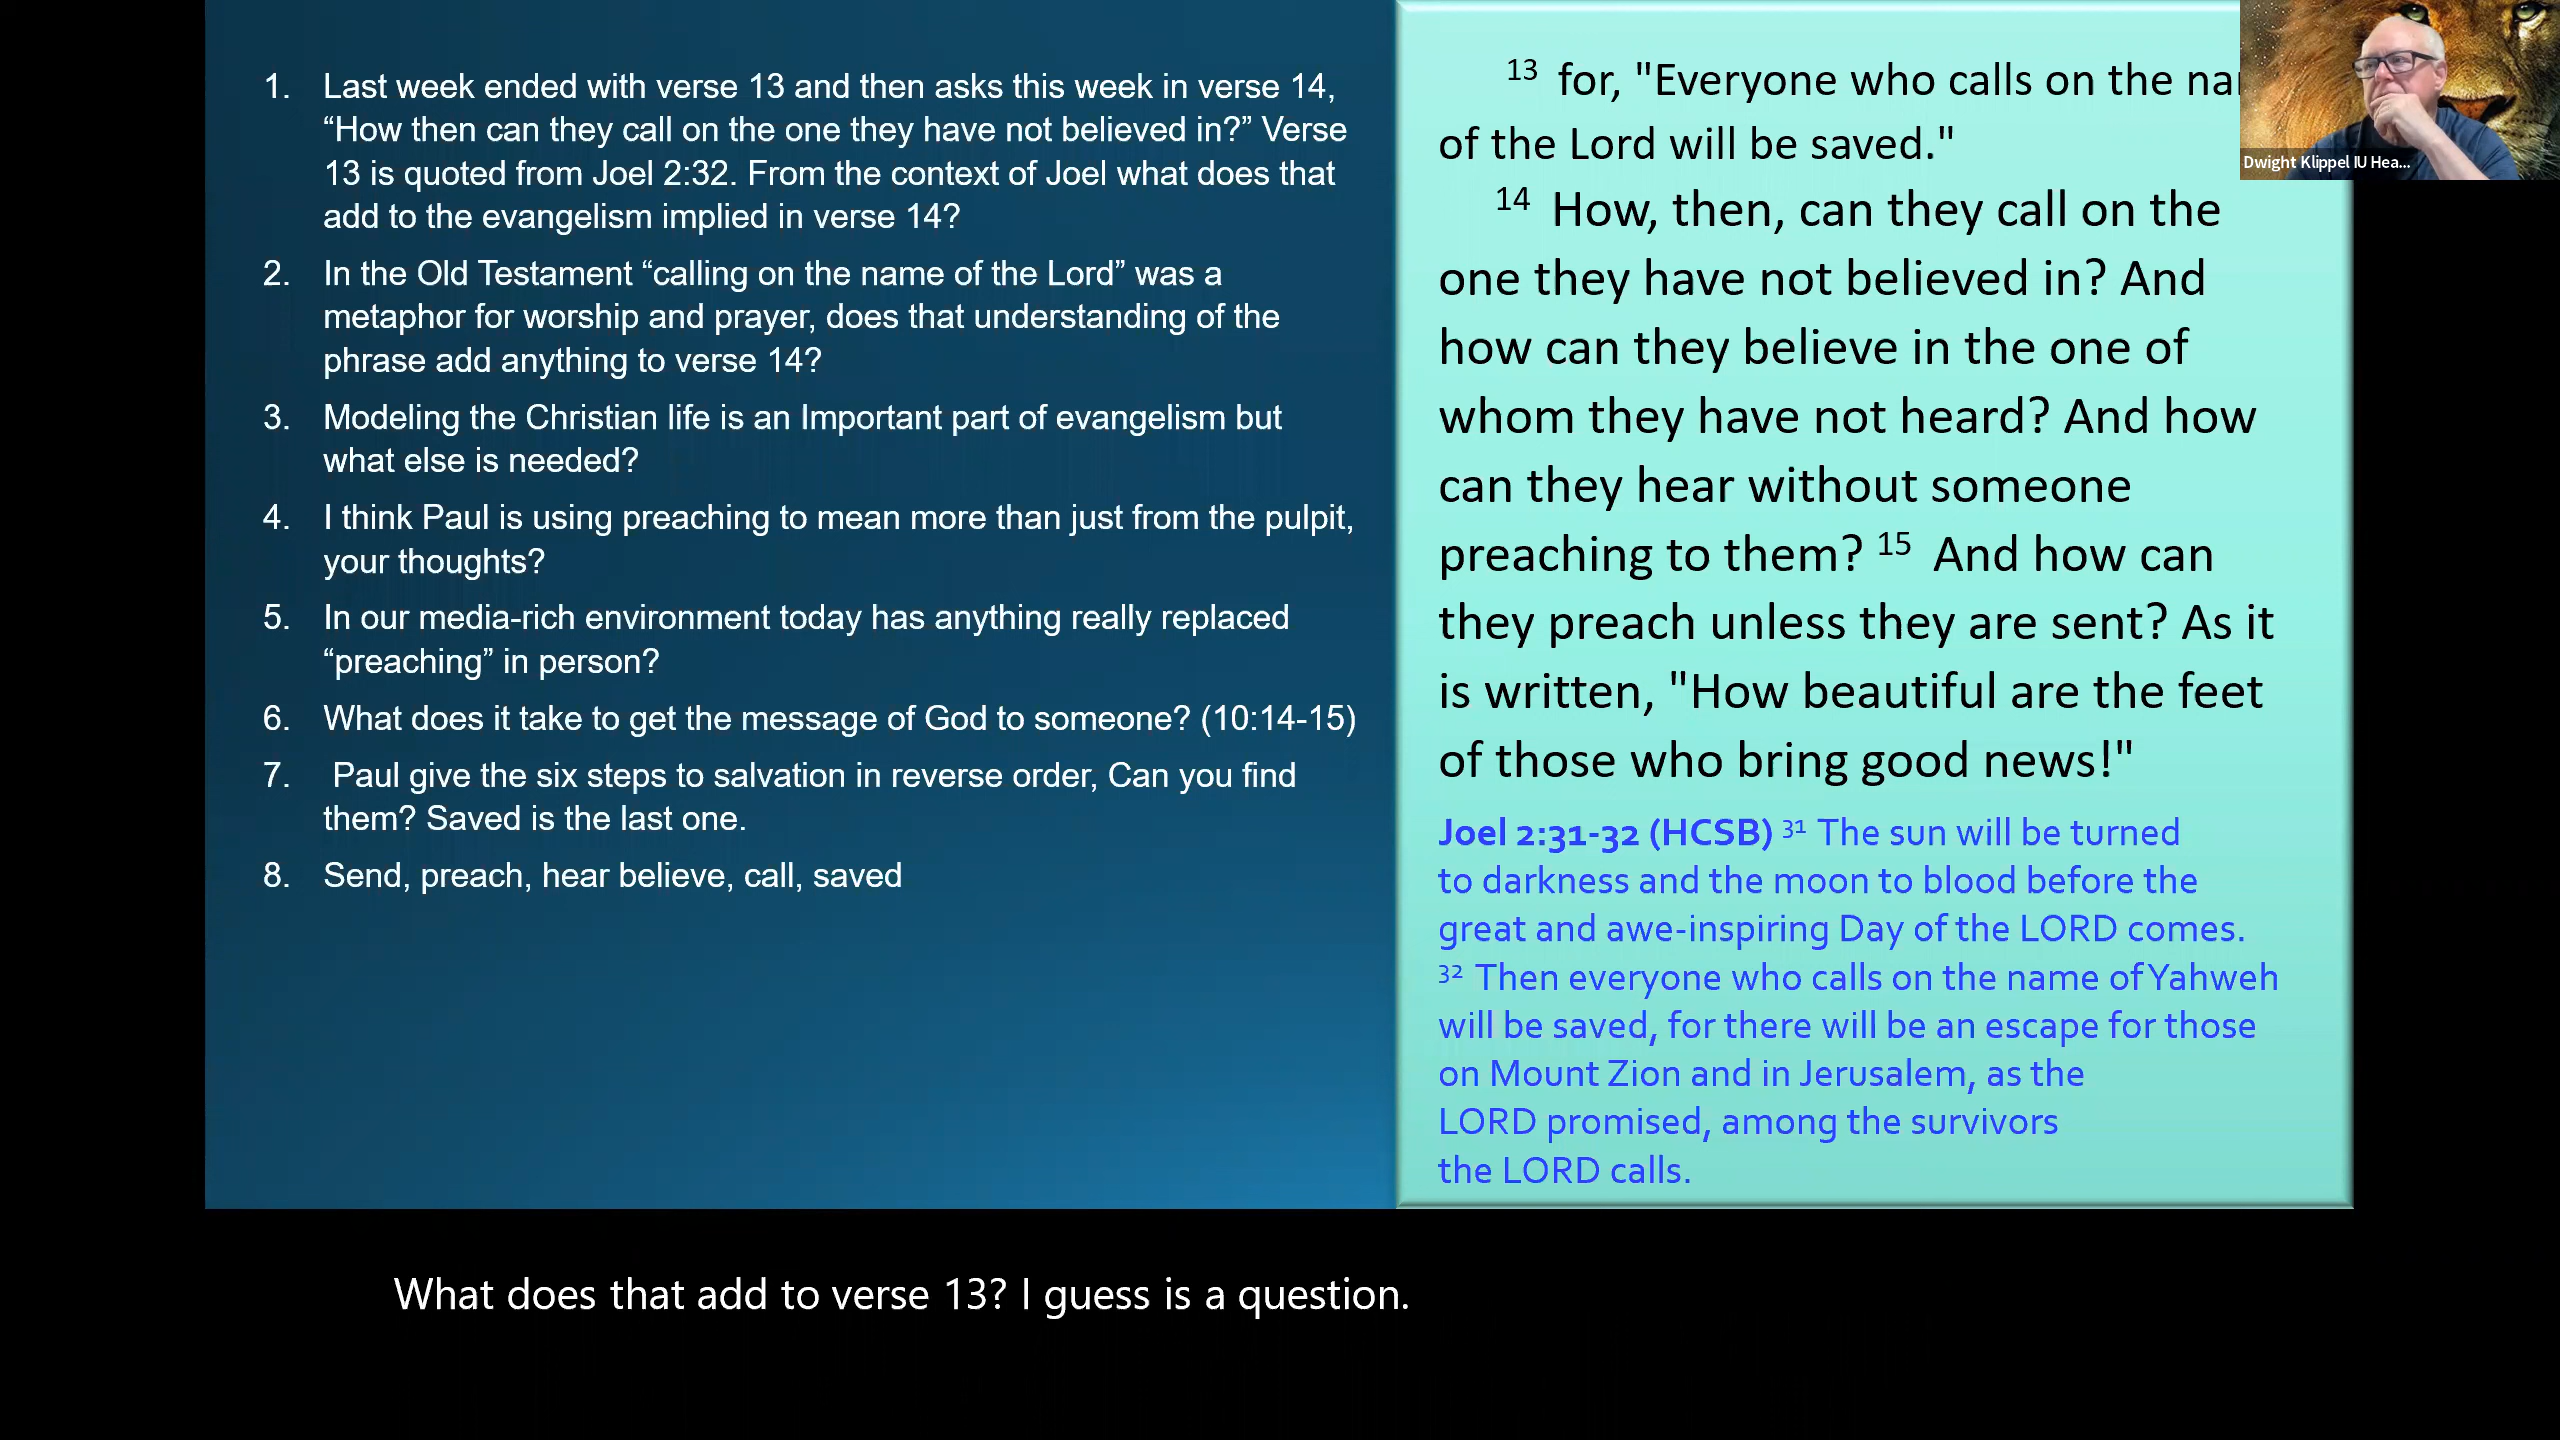 1. Last week ended with verse 13 and then asks this week in verse 14,
“How then can they call on the one they have not believed in?” Verse
13 is quoted from Joel 2:32. From the context of Joel what does that
add to the evangelism implied in verse 14?
2. In the Old Testament “calling on the name of the Lord” was a
metaphor for worship and prayer, does that understanding of the
phrase add anything to verse 14?
3. Modeling the Christian life is an Important part of evangelism but
what else is needed?
4. I think Paul is using preaching to mean more than just from the pulpit,
your thoughts?
5. In our media-rich environment today has anything really replaced
“preaching” in person?
6. What does it take to get the message of God to someone? (10:14-15)
7. Paul give the six steps to salvation in reverse order, Can you find
them? Saved is the last one.
8. Send, preach, hear believe, call, saved
13 for, "Everyone who calls on the
of the Lord will be saved."
14 How, then, can they call on the
one they have not believed in? And
how can they believe in the one of
whom they have not heard? And how
can they hear without someone
preaching to them? 15 And how can
they preach unless they are sent? As it
is written, "How beautiful are the feet
of those who bring good news!"
Joel 2:31-32 (HCSB) 31 The sun will be turned
to darkness and the moon to blood before the
great and awe-inspiring Day of the LORD comes.
32 Then everyone who calls on the name of Yahweh
will be saved, for there will be an escape for those
on Mount Zion and in Jerusalem, as the
LORD promised, among the survivors
the LORD calls.
Dwight Klippel IU Hea...
What does that add to verse 13? I guess is a question.